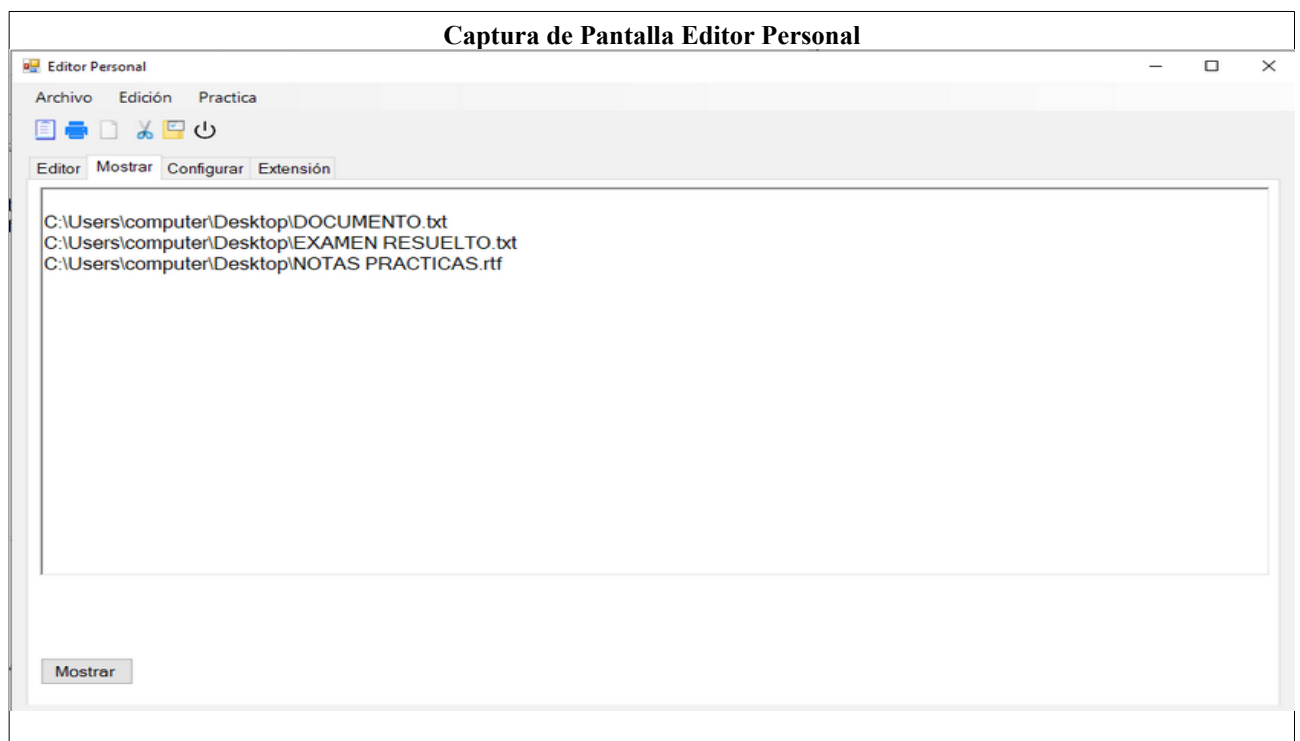 Captura de Pantalla Editor Personal
Editor Personal
Archivo Edición Practica
Editor Mostrar Configurar Extensión
C:\Users\computer\Desktop\DOCUMENTO.txt
C:\Users\computer\Desktop\EXAMEN RESUELTO.txt
C:\Users\computer\Desktop\NOTAS PRACTICAS.rtf
Mostrar